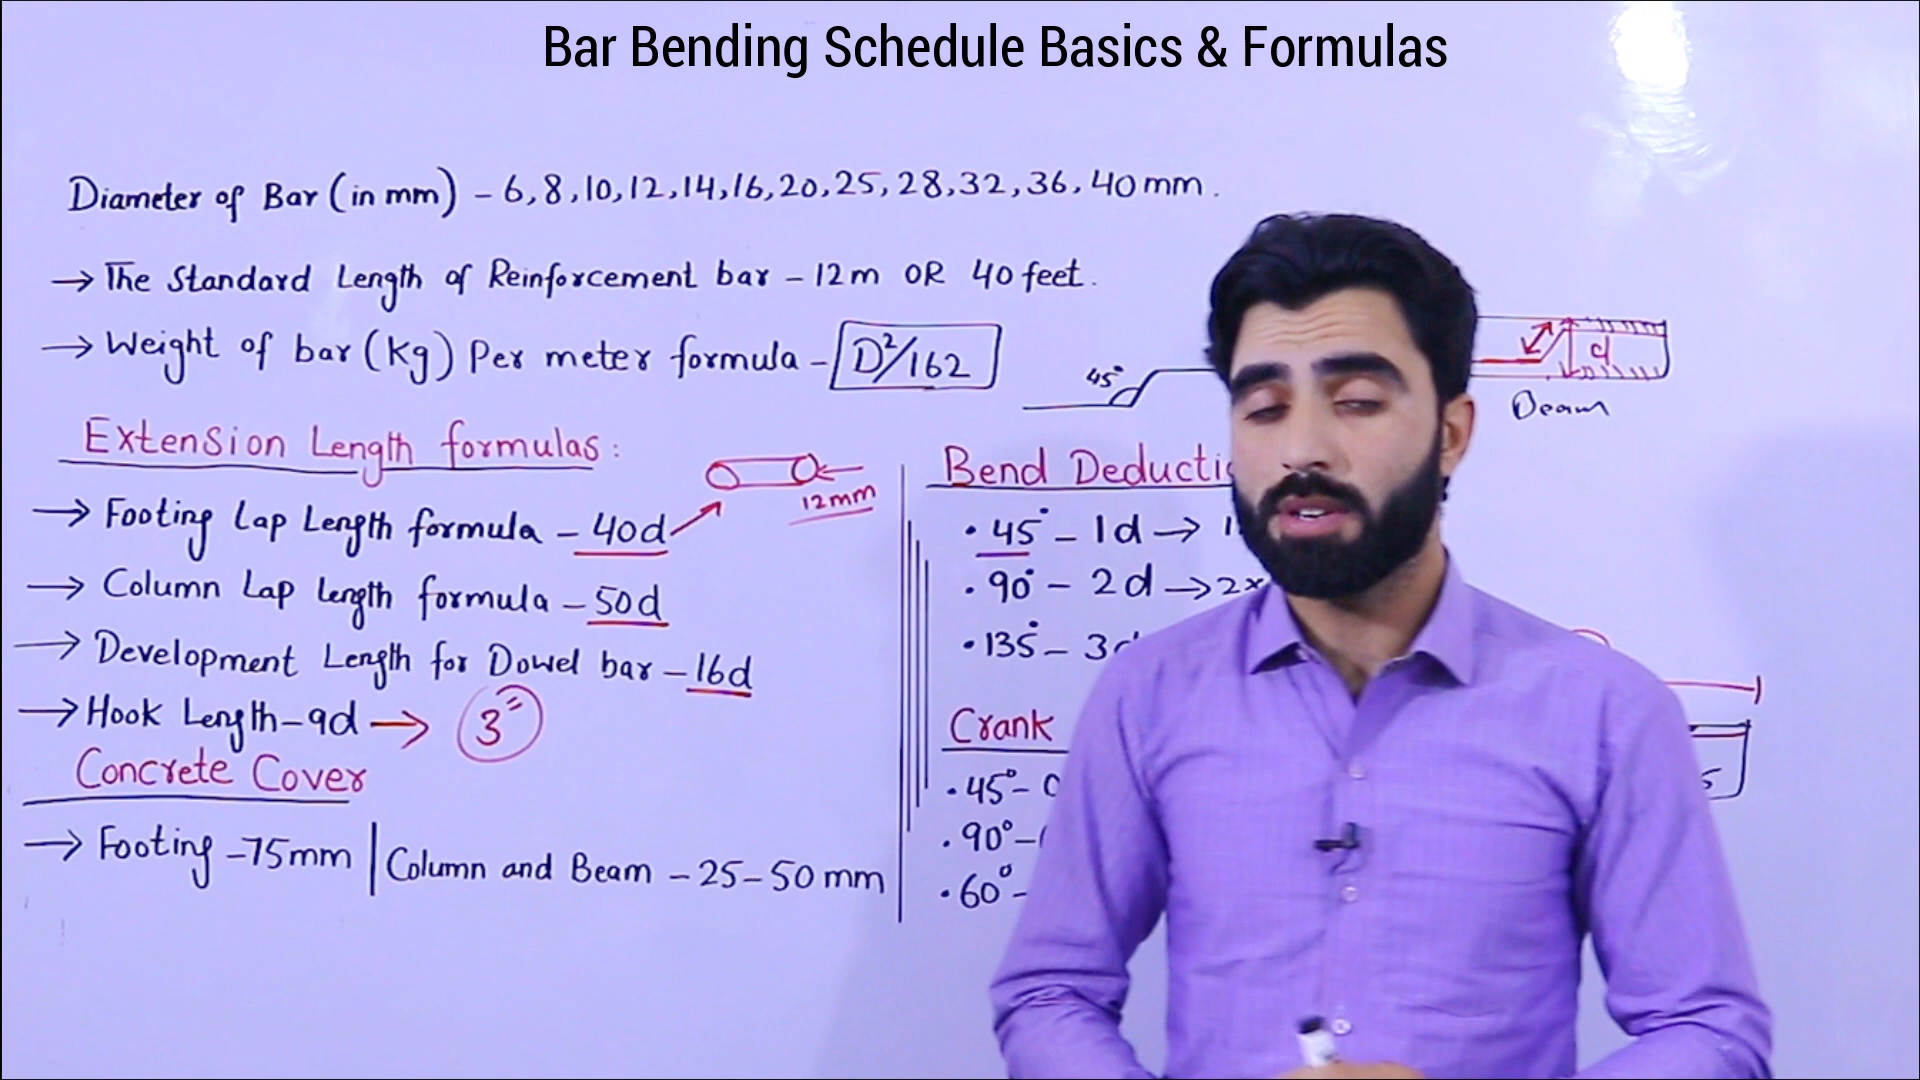 Bar Bending Schedule Basics & Formulas
Diameter of Bar (in mm) - 6, 8, 10, 12, 14, 16, 20, 25, 28, 32, 36, 40 mm.
→ The Standard Length of Reinforcement bar - 12m OR 40 feet.
→ Weight of bar (Kg) Per meter formula - D²/162
45°
d
Beam
Extension Length formulas:
12mm
→ Footing Lap Length formula - 40d
→ Column Lap length formula - 50d
→ Development Length for Dowel bar - 16d
→ Hook Length - 9d → 3"
Concrete Cover
→ Footing - 75mm | Column and Beam - 25-50 mm
Bend
• 45° - 1d →
• 90° - 2d → 2×
• 135° - 3d
Crank
• 45° -
• 90° -
• 60° -